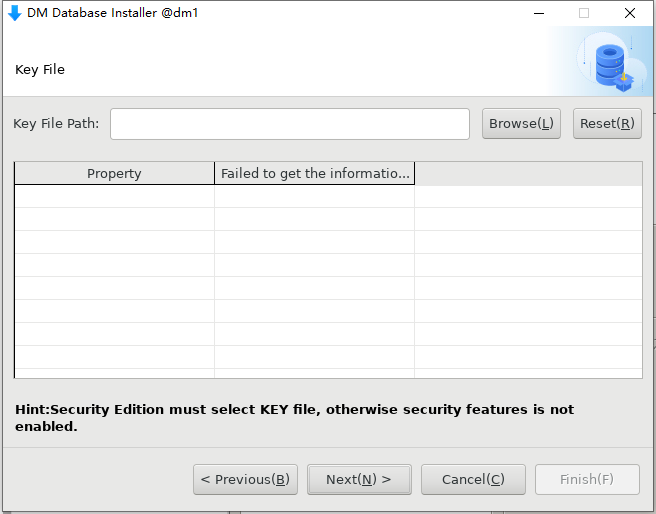 DM Database Installer @dm1
Key File
Key File Path:
Browse(L)
Reset(R)
Property
Failed to get the informatio...
Hint:Security Edition must select KEY file, otherwise security features is not
enabled.
< Previous(B)
Next(N) >
Cancel(C)
Finish(F)